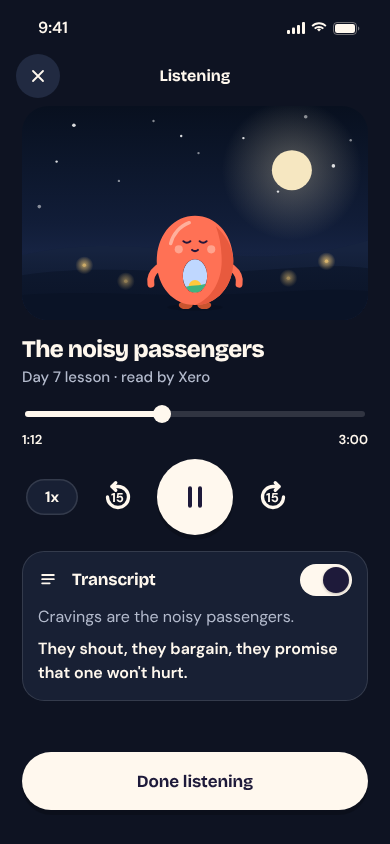 9:41
Listening
The noisy passengers
Day 7 lesson · read by Xero
1:12
3:00
1x
15
15
Transcript
Cravings are the noisy passengers.
They shout, they bargain, they promise
that one won't hurt.
Done listening